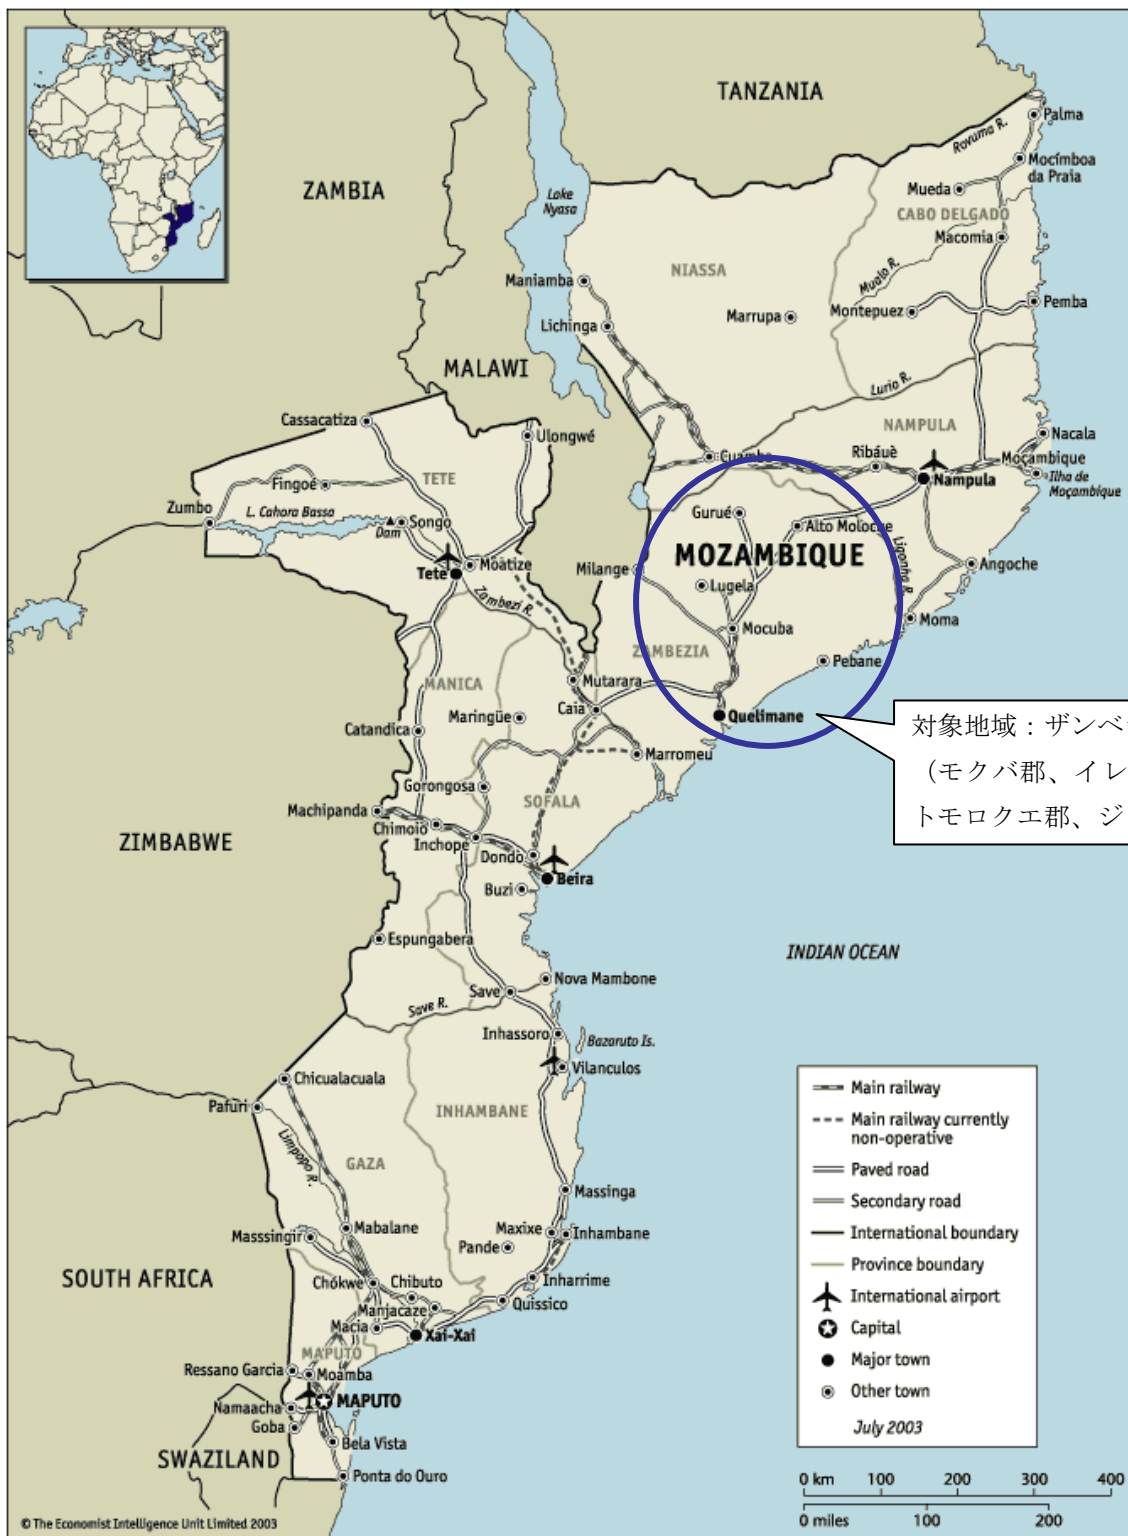 TANZANIA
Palma
Rovuma R.
Mocímboa
da Praia
ZAMBIA
Lake
Nyasa
Mueda
CABO DELGADO
Macomia
NIASSA
Mualo R.
Maniamba
Pemba
Montepuez
Marrupa
Lichinga
MALAWI
Lurio R.
Cassacatiza
NAMPULA
Ulongwé
Nacala
Cuamba
Ribáuè
Moçambique
TETE
Nampula
Ilha de
Moçambique
Fingoé
Zumbo
L. Cahora Bassa
Songo
Dam
Gurué
Alto Molocue
MOZAMBIQUE
Ligonha R.
Moatize
Tete
Milange
Angoche
Lugela
Zambezi R.
Moma
Mocuba
ZAMBEZIA
Pebane
MANICA
Mutarara
Maringüe
Caia
Quelimane
Catandica
対象地域：ザンベ
（モクバ郡、イレ
トモロクエ郡、ジ
Marromeu
Gorongosa
SOFALA
Machipanda
Chimoio
ZIMBABWE
Inchope
Dondo
Beira
Buzi
Espungabera
INDIAN OCEAN
Nova Mambone
Save
Save R.
Inhassoro
Bazaruto Is.
Vilanculos
Chicualacuala
Pafuri
INHAMBANE
Limpopo R.
GAZA
Massinga
Mabalane
Maxixe
Inhambane
Masssingir
Pande
SOUTH AFRICA
Chókwe
Chibuto
Inharrime
Manjacaze
Quissico
Macia
Xai-Xai
MAPUTO
Ressano Garcia
Moamba
MAPUTO
Namaacha
Goba
Bela Vista
SWAZILAND
Ponta do Ouro
Main railway
Main railway currently
non-operative
Paved road
Secondary road
International boundary
Province boundary
International airport
Capital
Major town
Other town
July 2003
0 km 100 200 300 400
0 miles 100 200
© The Economist Intelligence Unit Limited 2003